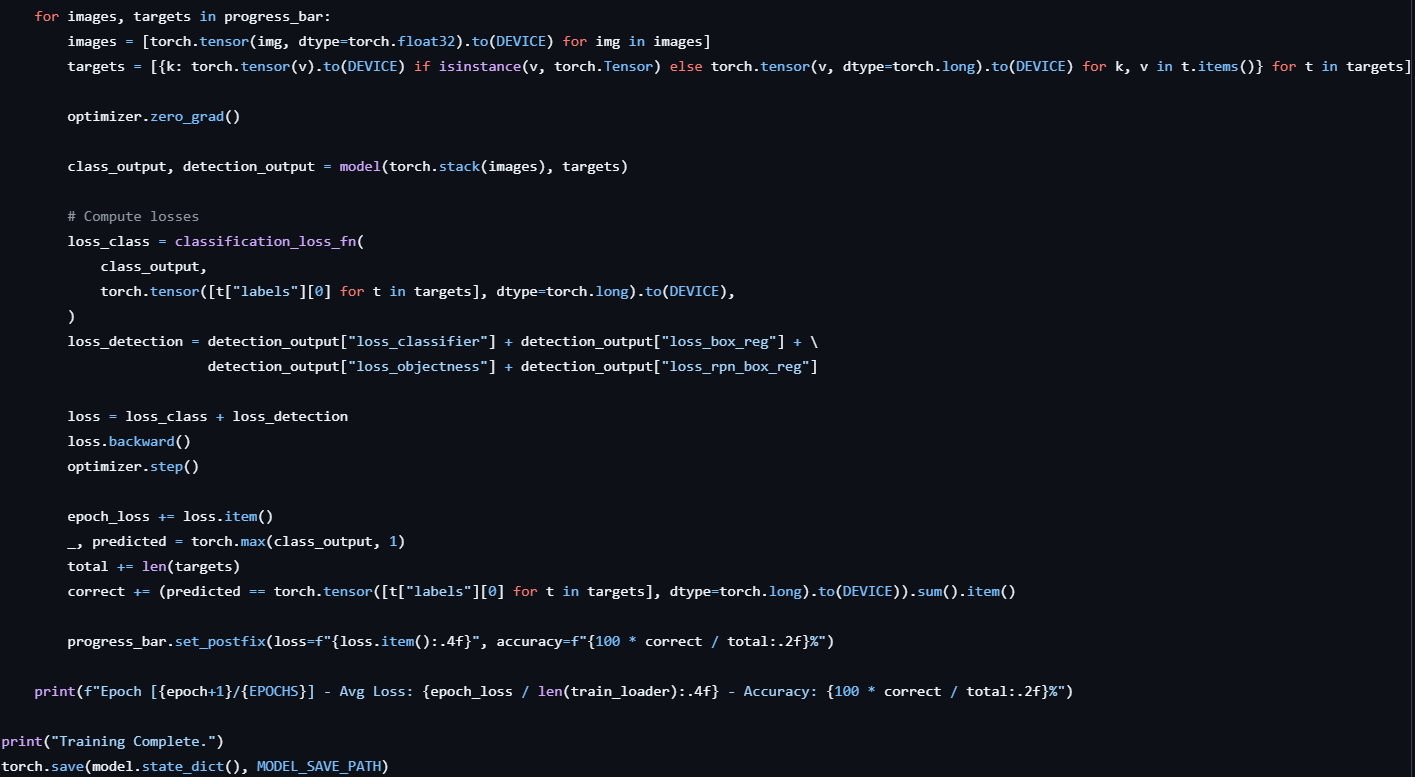 for images, targets in progress_bar:
        images = [torch.tensor(img, dtype=torch.float32).to(DEVICE) for img in images]
        targets = [{k: torch.tensor(v).to(DEVICE) if isinstance(v, torch.Tensor) else torch.tensor(v, dtype=torch.long).to(DEVICE) for k, v in t.items()} for t in targets]

        optimizer.zero_grad()

        class_output, detection_output = model(torch.stack(images), targets)

        # Compute losses
        loss_class = classification_loss_fn(
            class_output,
            torch.tensor([t["labels"][0] for t in targets], dtype=torch.long).to(DEVICE),
        )
        loss_detection = detection_output["loss_classifier"] + detection_output["loss_box_reg"] + \
                         detection_output["loss_objectness"] + detection_output["loss_rpn_box_reg"]

        loss = loss_class + loss_detection
        loss.backward()
        optimizer.step()

        epoch_loss += loss.item()
        _, predicted = torch.max(class_output, 1)
        total += len(targets)
        correct += (predicted == torch.tensor([t["labels"][0] for t in targets], dtype=torch.long).to(DEVICE)).sum().item()

        progress_bar.set_postfix(loss=f"{loss.item():.4f}", accuracy=f"{100 * correct / total:.2f}%")

    print(f"Epoch [{epoch+1}/{EPOCHS}] - Avg Loss: {epoch_loss / len(train_loader):.4f} - Accuracy: {100 * correct / total:.2f}%")

print("Training Complete.")
torch.save(model.state_dict(), MODEL_SAVE_PATH)